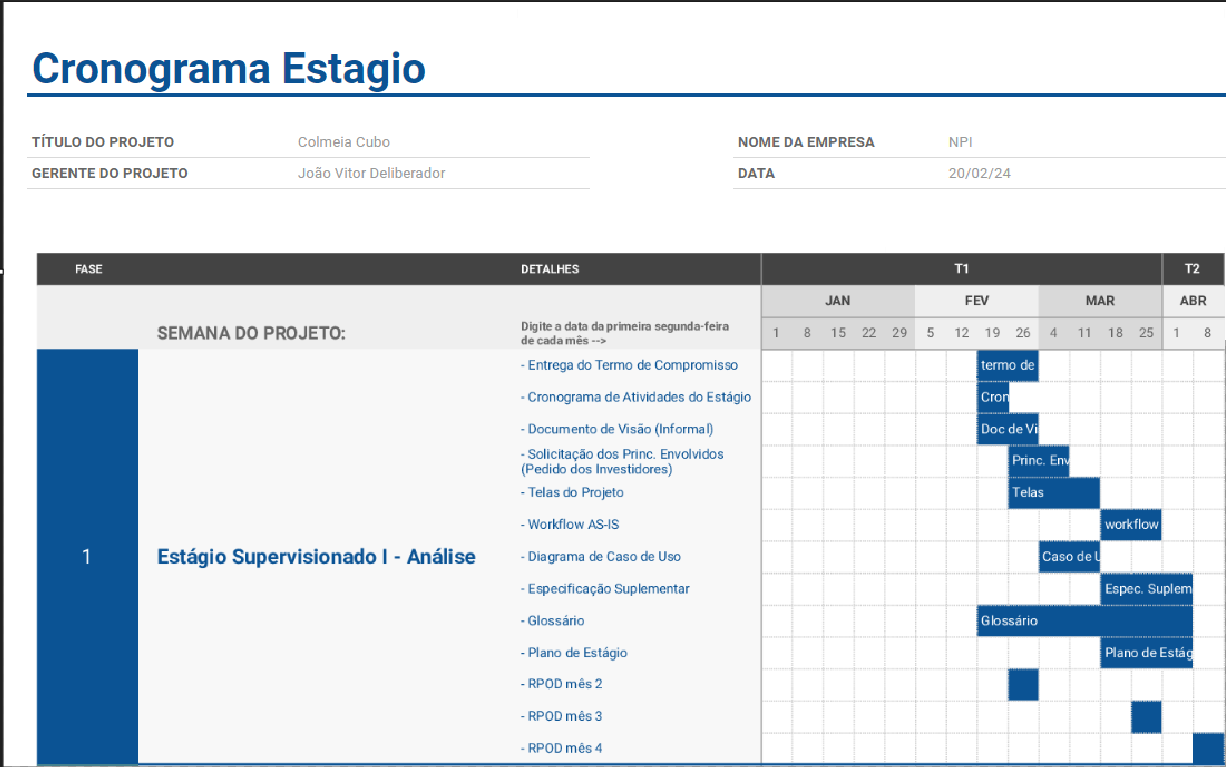 Cronograma Estagio
TÍTULO DO PROJETO Colmeia Cubo NOME DA EMPRESA NPI
GERENTE DO PROJETO João Vitor Deliberador DATA 20/02/24
FASE DETALHES T1 T2
JAN FEV MAR ABR
SEMANA DO PROJETO: Digite a data da primeira segunda-feira
de cada mês --> 1 8 15 22 29 5 12 19 26 4 11 18 25 1 8
- Entrega do Termo de Compromisso termo de
- Cronograma de Atividades do Estágio Cron
- Documento de Visão (Informal) Doc de Vi
- Solicitação dos Princ. Envolvidos
(Pedido dos Investidores) Princ. Env
- Telas do Projeto Telas
- Workflow AS-IS workflow
1 Estágio Supervisionado I - Análise - Diagrama de Caso de Uso Caso de U
- Especificação Suplementar Espec. Suplem
- Glossário Glossário
- Plano de Estágio Plano de Estág
- RPOD mês 2
- RPOD mês 3
- RPOD mês 4